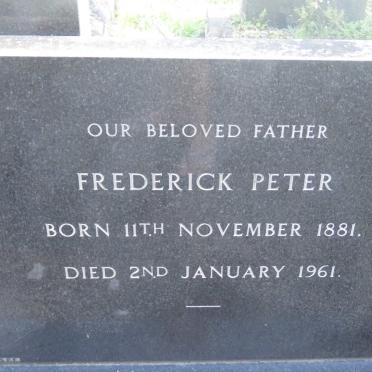 OUR BELOVED FATHER
FREDERICK PETER
BORN 11TH NOVEMBER 1881.
DIED 2ND JANUARY 1961.